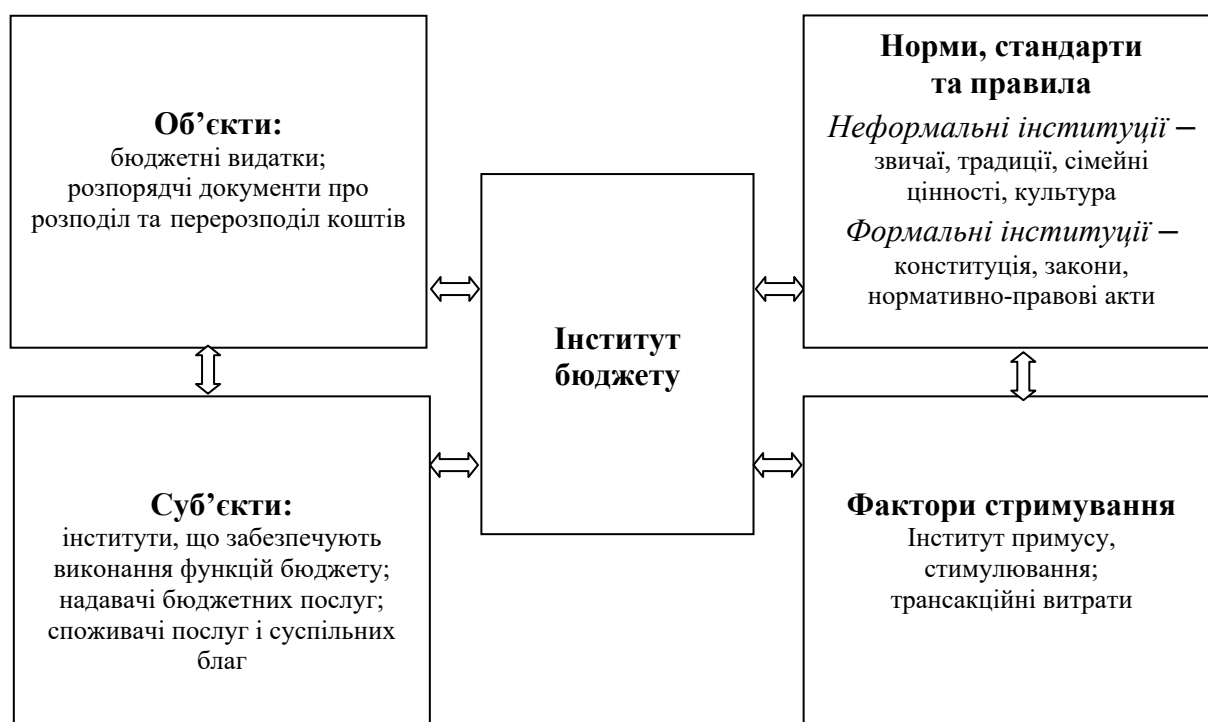 Об’єкти:
бюджетні видатки;
розпорядчі документи про
розподіл та перерозподіл коштів
Суб’єкти:
інститути, що забезпечують
виконання функцій бюджету;
надавачі бюджетних послуг;
споживачі послуг і суспільних
благ
Інститут
бюджету
Норми, стандарти
та правила
Неформальні інституції –
звичаї, традиції, сімейні
цінності, культура
Формальні інституції –
конституція, закони,
нормативно-правові акти
Фактори стримування
Інститут примусу,
стимулювання;
трансакційні витрати